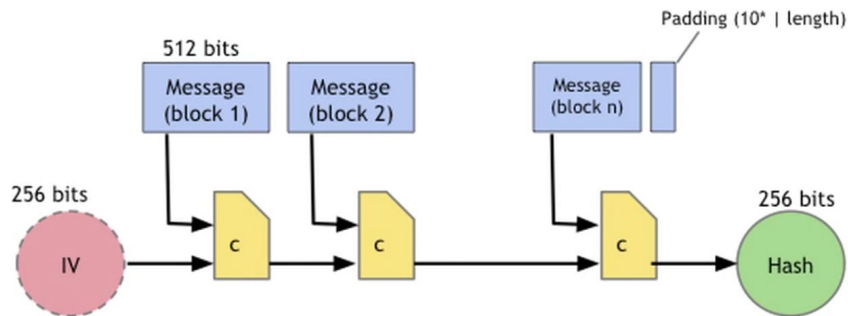 Padding (10* | length)
512 bits
Message
(block 1)
Message
(block 2)
Message
(block n)
256 bits
256 bits
IV
c
c
c
Hash